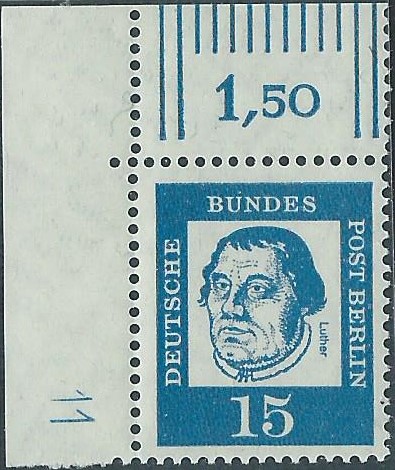 1,50
BUNDES
DEUTSCHE
POST BERLIN
Luther
15
11